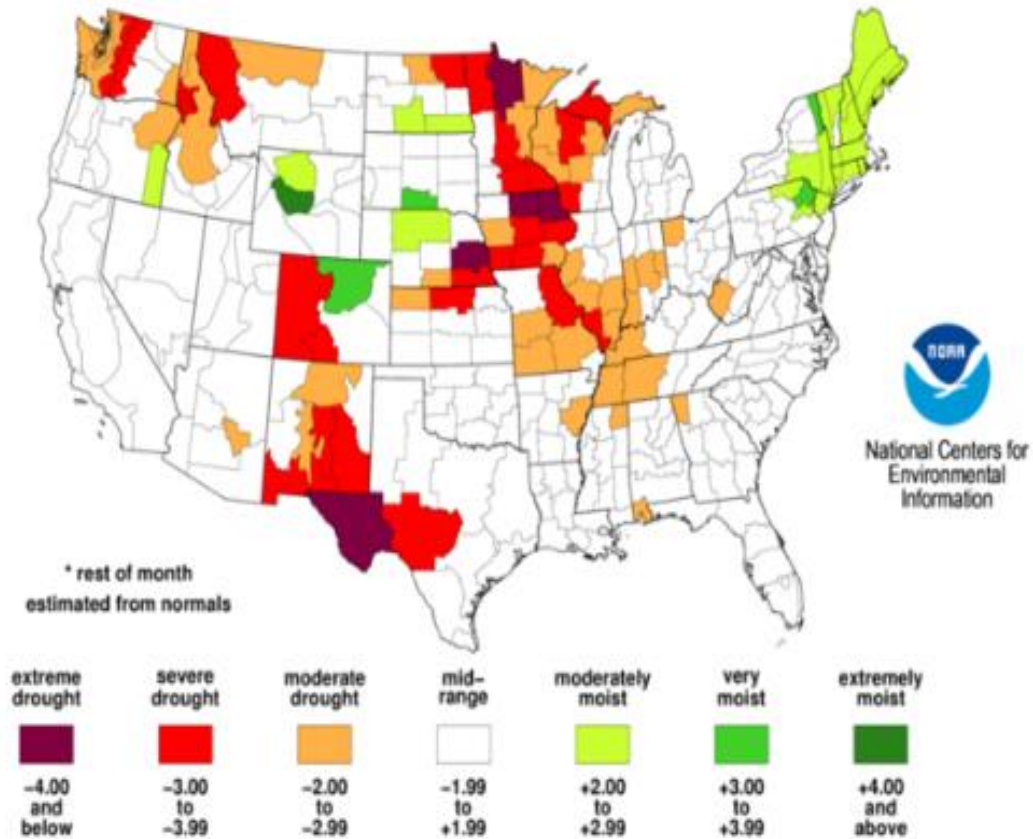 NOAA
National Centers for
Environmental
Information
* rest of month
estimated from normals
extreme
drought
severe
drought
moderate
drought
mid–
range
moderately
moist
very
moist
extremely
moist
–4.00
and
below
–3.00
to
–3.99
–2.00
to
–2.99
–1.99
to
+1.99
+2.00
to
+2.99
+3.00
to
+3.99
+4.00
and
above